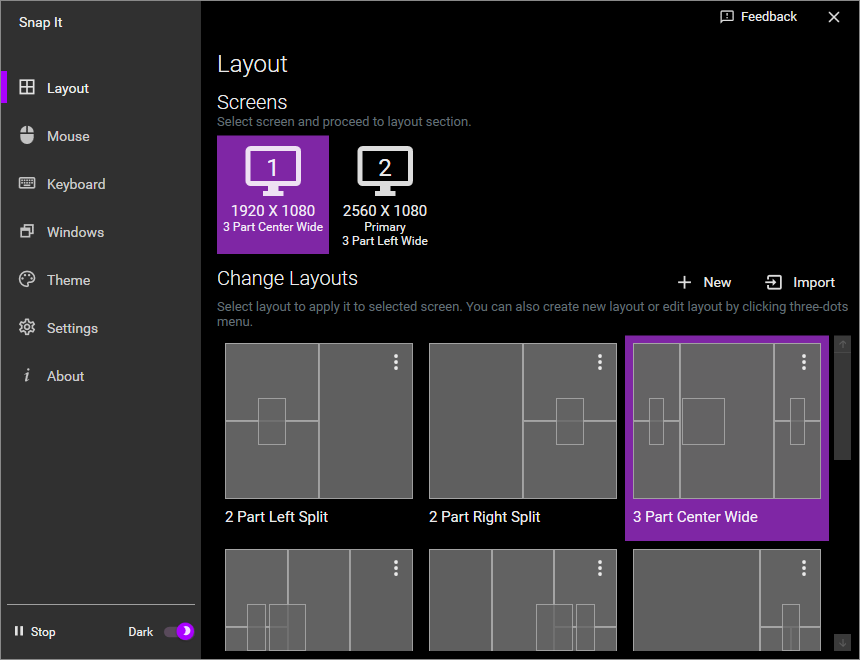 Snap It
Feedback
Layout
Mouse
Keyboard
Windows
Theme
Settings
About
Stop
Dark
Layout
Screens
Select screen and proceed to layout section.
1
1920 X 1080
3 Part Center Wide
2
2560 X 1080
Primary
3 Part Left Wide
Change Layouts
New
Import
Select layout to apply it to selected screen. You can also create new layout or edit layout by clicking three-dots
menu.
2 Part Left Split
2 Part Right Split
3 Part Center Wide